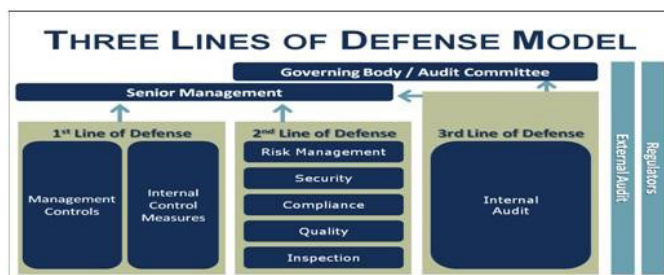 THREE LINES OF DEFENSE MODEL
Governing Body / Audit Committee
Senior Management
1st Line of Defense
Management
Controls
Internal
Control
Measures
2nd Line of Defense
Risk Management
Security
Compliance
Quality
Inspection
3rd Line of Defense
Internal
Audit
External Audit
Regulators